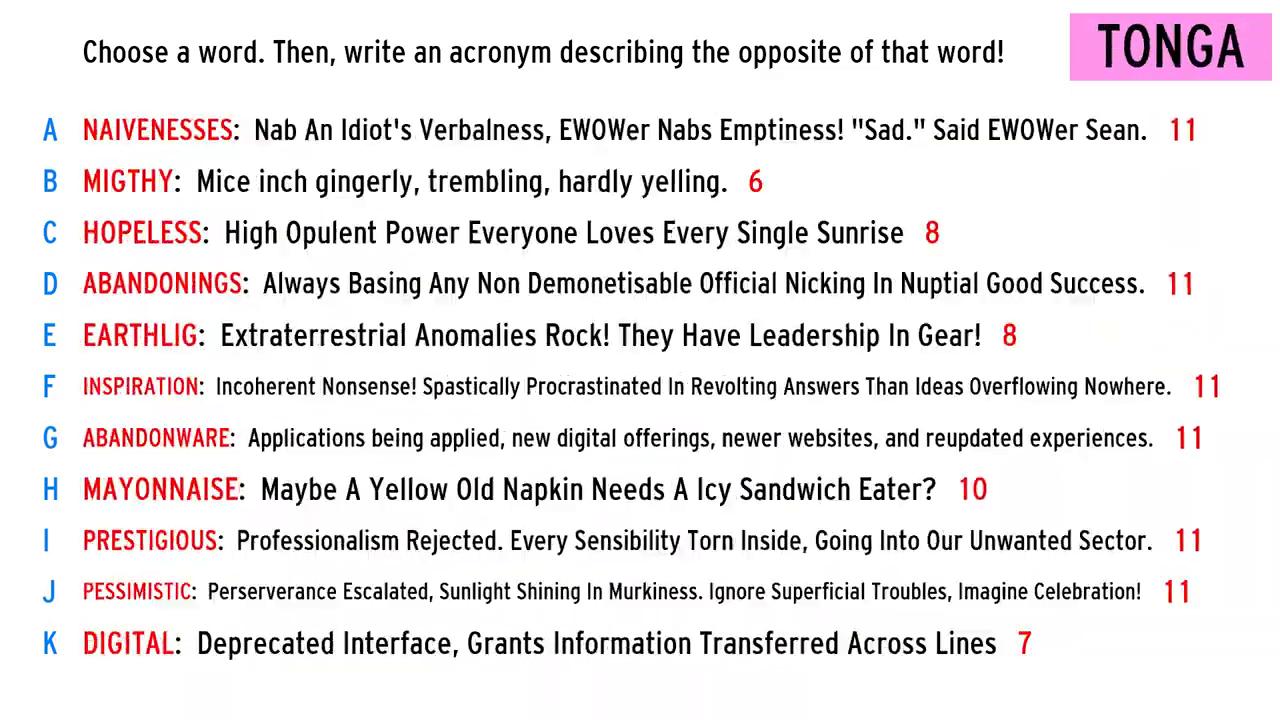 Choose a word. Then, write an acronym describing the opposite of that word!
TONGA
A NAIVENESSES: Nab An Idiot's Verbalness, EWOWer Nabs Emptiness! "Sad." Said EWOWer Sean. 11
B MIGTHY: Mice inch gingerly, trembling, hardly yelling. 6
C HOPELESS: High Opulent Power Everyone Loves Every Single Sunrise 8
D ABANDONINGS: Always Basing Any Non Demonetisable Official Nicking In Nuptial Good Success. 11
E EARTHLIG: Extraterrestrial Anomalies Rock! They Have Leadership In Gear! 8
F INSPIRATION: Incoherent Nonsense! Spastically Procrastinated In Revolting Answers Than Ideas Overflowing Nowhere. 11
G ABANDONWARE: Applications being applied, new digital offerings, newer websites, and reupdated experiences. 11
H MAYONNAISE: Maybe A Yellow Old Napkin Needs A Icy Sandwich Eater? 10
I PRESTIGIOUS: Professionalism Rejected. Every Sensibility Torn Inside, Going Into Our Unwanted Sector. 11
J PESSIMISTIC: Perserverance Escalated, Sunlight Shining In Murkiness. Ignore Superficial Troubles, Imagine Celebration! 11
K DIGITAL: Deprecated Interface, Grants Information Transferred Across Lines 7